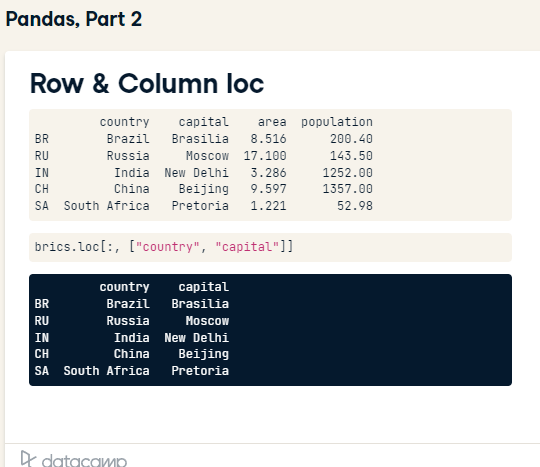 Pandas, Part 2
Row & Column loc
country capital area population
BR Brazil Brasilia 8.516 200.40
RU Russia Moscow 17.100 143.50
IN India New Delhi 3.286 1252.00
CH China Beijing 9.597 1357.00
SA South Africa Pretoria 1.221 52.98
brics.loc[:, ["country", "capital"]]
country capital
BR Brazil Brasilia
RU Russia Moscow
IN India New Delhi
CH China Beijing
SA South Africa Pretoria
datacamp